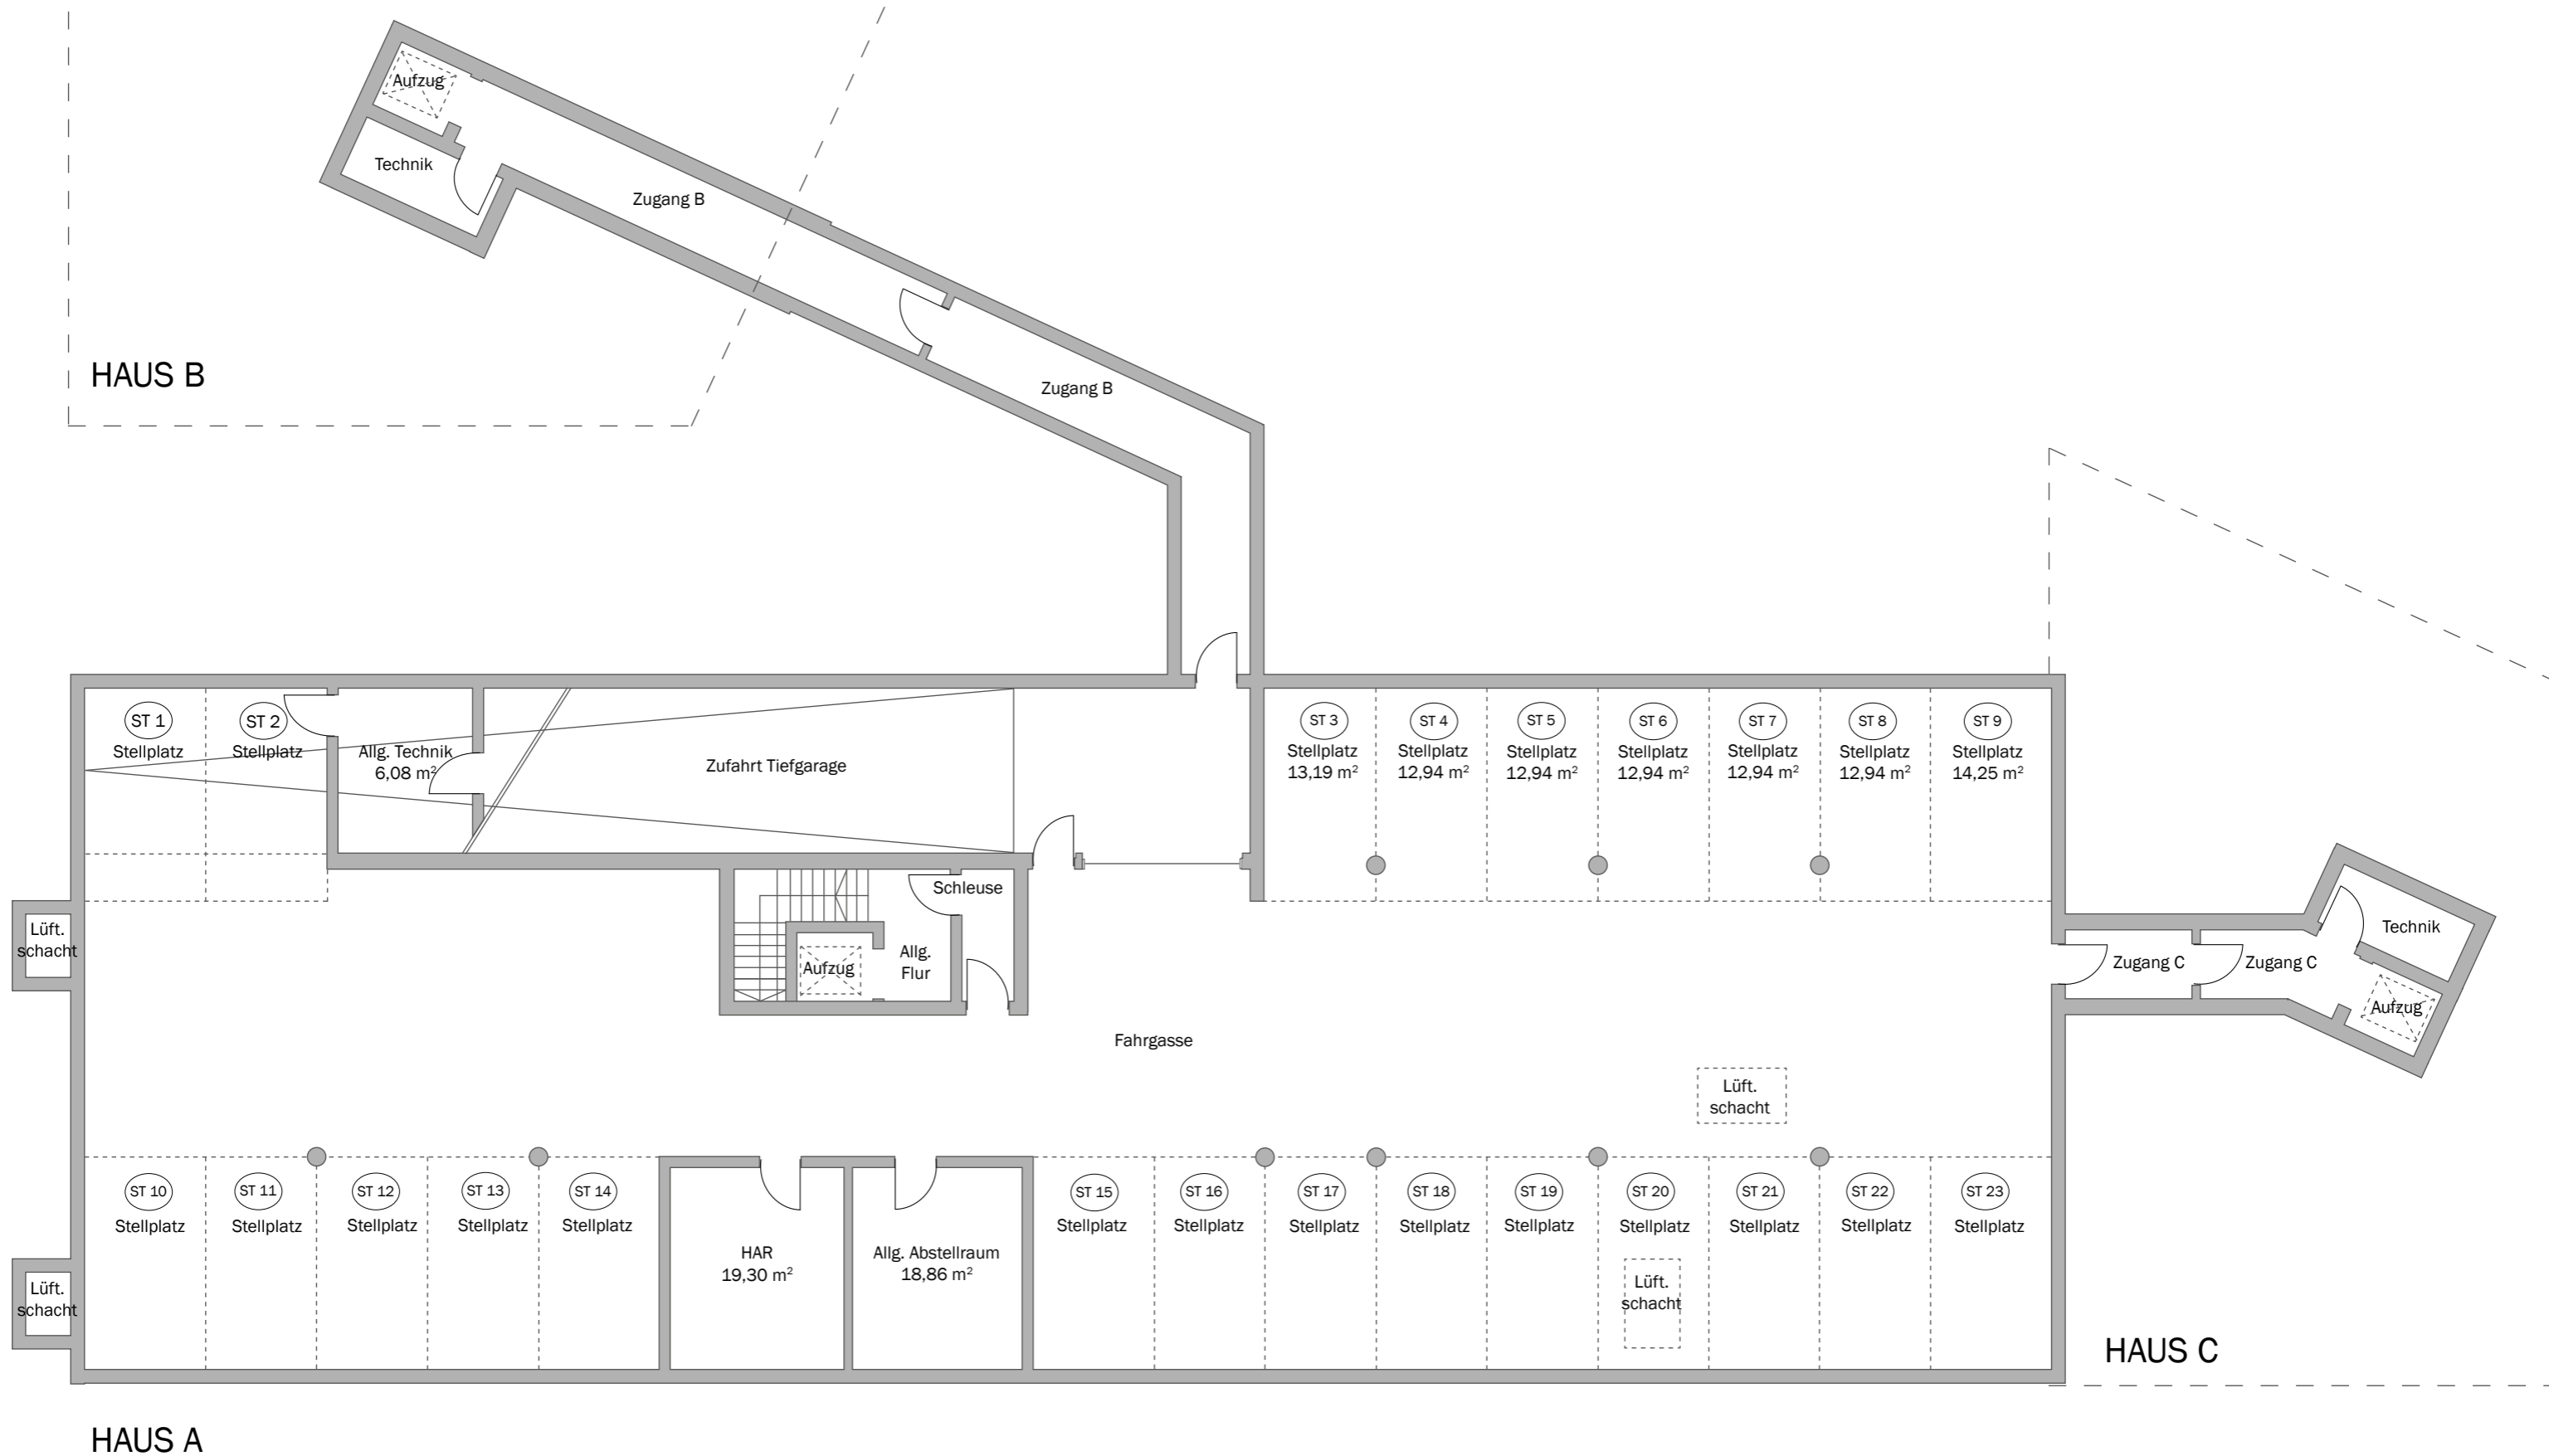 Aufzug
Technik
Zugang B
HAUS B
Zugang B
ST 1
Stellplatz
ST 2
Stellplatz
Allg. Technik
6,08 m²
Zufahrt Tiefgarage
ST 3
Stellplatz
13,19 m²
ST 4
Stellplatz
12,94 m²
ST 5
Stellplatz
12,94 m²
ST 6
Stellplatz
12,94 m²
ST 7
Stellplatz
12,94 m²
ST 8
Stellplatz
12,94 m²
ST 9
Stellplatz
14,25 m²
Lüft.
schacht
Schleuse
Aufzug
Allg.
Flur
Technik
Zugang C
Zugang C
Aufzug
Fahrgasse
Lüft.
schacht
ST 10
Stellplatz
ST 11
Stellplatz
ST 12
Stellplatz
ST 13
Stellplatz
ST 14
Stellplatz
HAR
19,30 m²
Allg. Abstellraum
18,86 m²
ST 15
Stellplatz
ST 16
Stellplatz
ST 17
Stellplatz
ST 18
Stellplatz
ST 19
Stellplatz
ST 20
Stellplatz
ST 21
Stellplatz
ST 22
Stellplatz
ST 23
Stellplatz
Lüft.
schacht
Lüft.
schacht
HAUS C
HAUS A